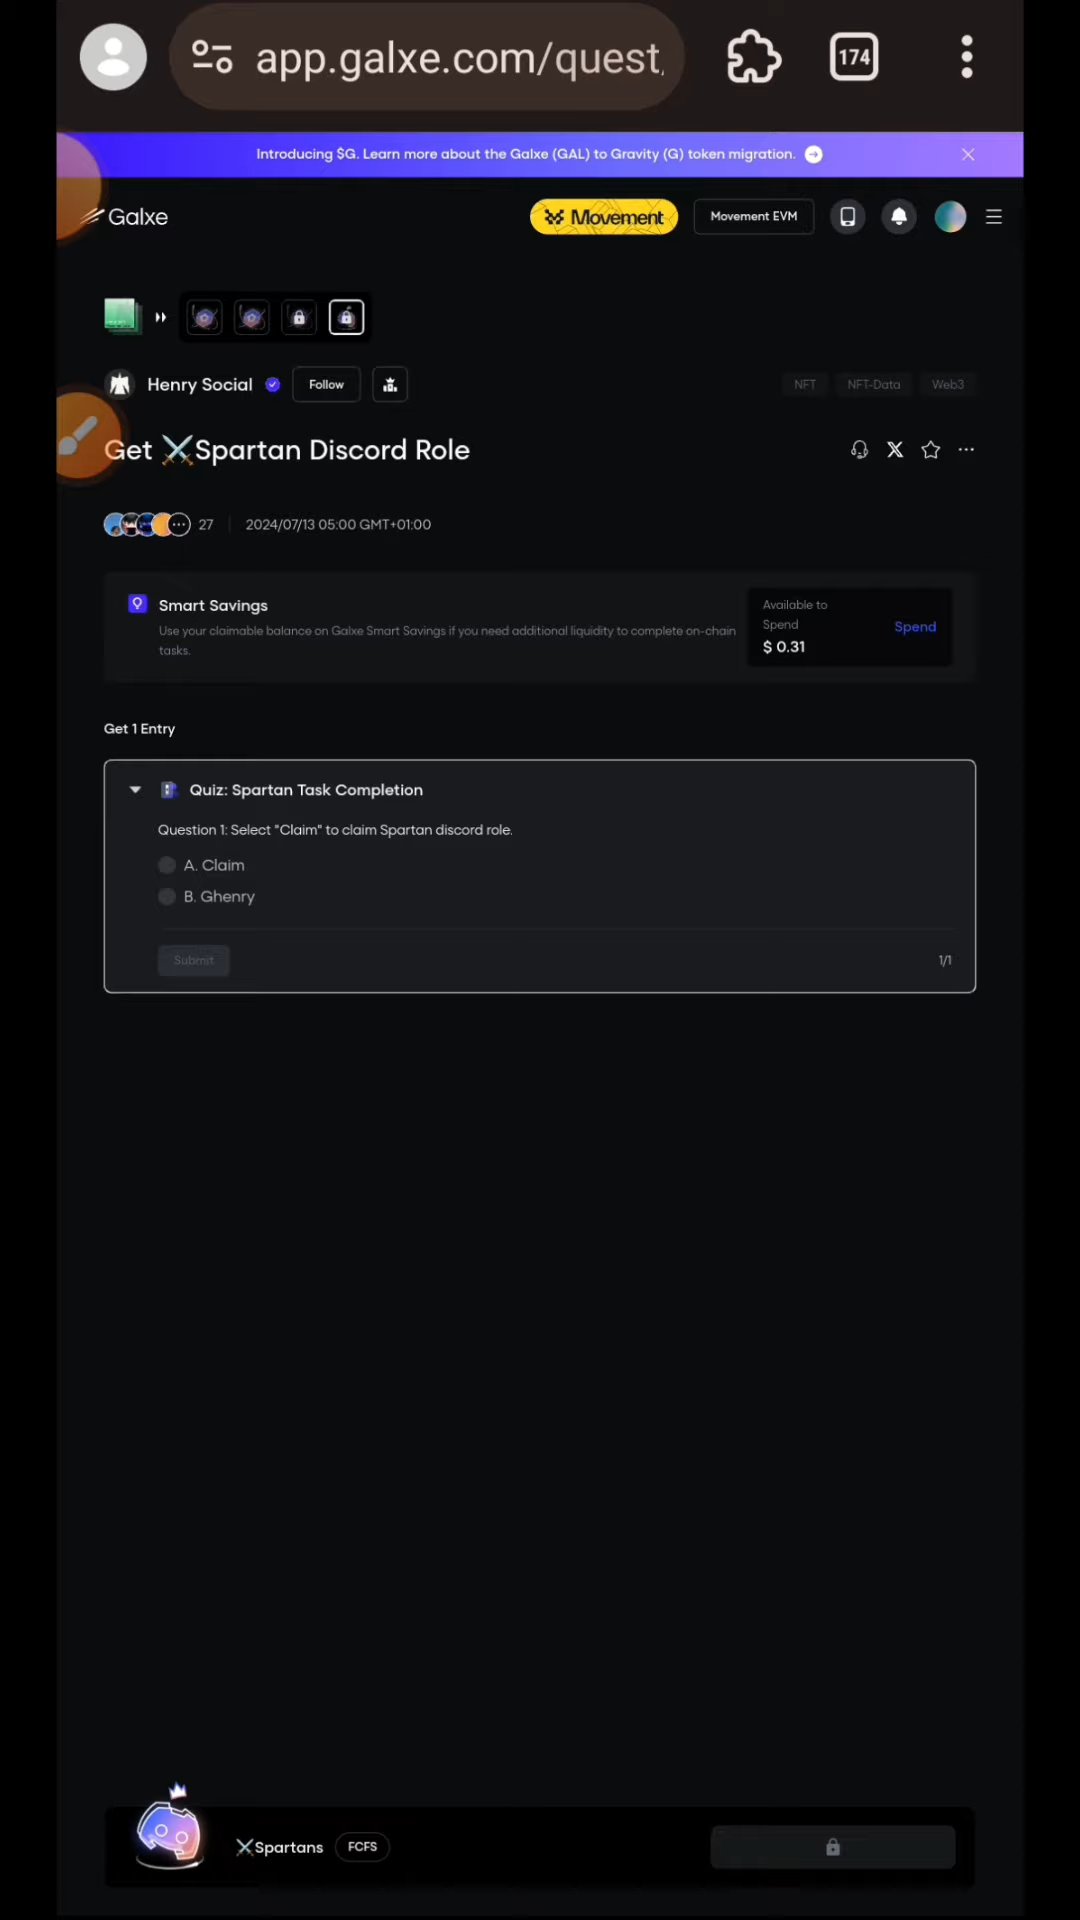 app.galxe.com/quest
174
Introducing $G. Learn more about the Galxe (GAL) to Gravity (G) token migration.
Galxe
Movement
Movement EVM
Henry Social
Follow
NFT
NFT-Data
Web3
Get ⚔️Spartan Discord Role
27
2024/07/13 05:00 GMT+01:00
Smart Savings
Use your claimable balance on Galxe Smart Savings if you need additional liquidity to complete on-chain
tasks.
Available to
Spend
$ 0.31
Spend
Get 1 Entry
Quiz: Spartan Task Completion
Question 1: Select "Claim" to claim Spartan discord role.
A. Claim
B. Ghenry
Submit
1/1
⚔️Spartans
FCFS